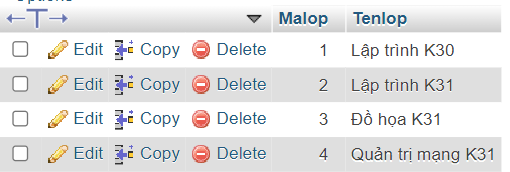 Malop Tenlop
Edit Copy Delete 1 Lập trình K30
Edit Copy Delete 2 Lập trình K31
Edit Copy Delete 3 Đồ họa K31
Edit Copy Delete 4 Quản trị mạng K31